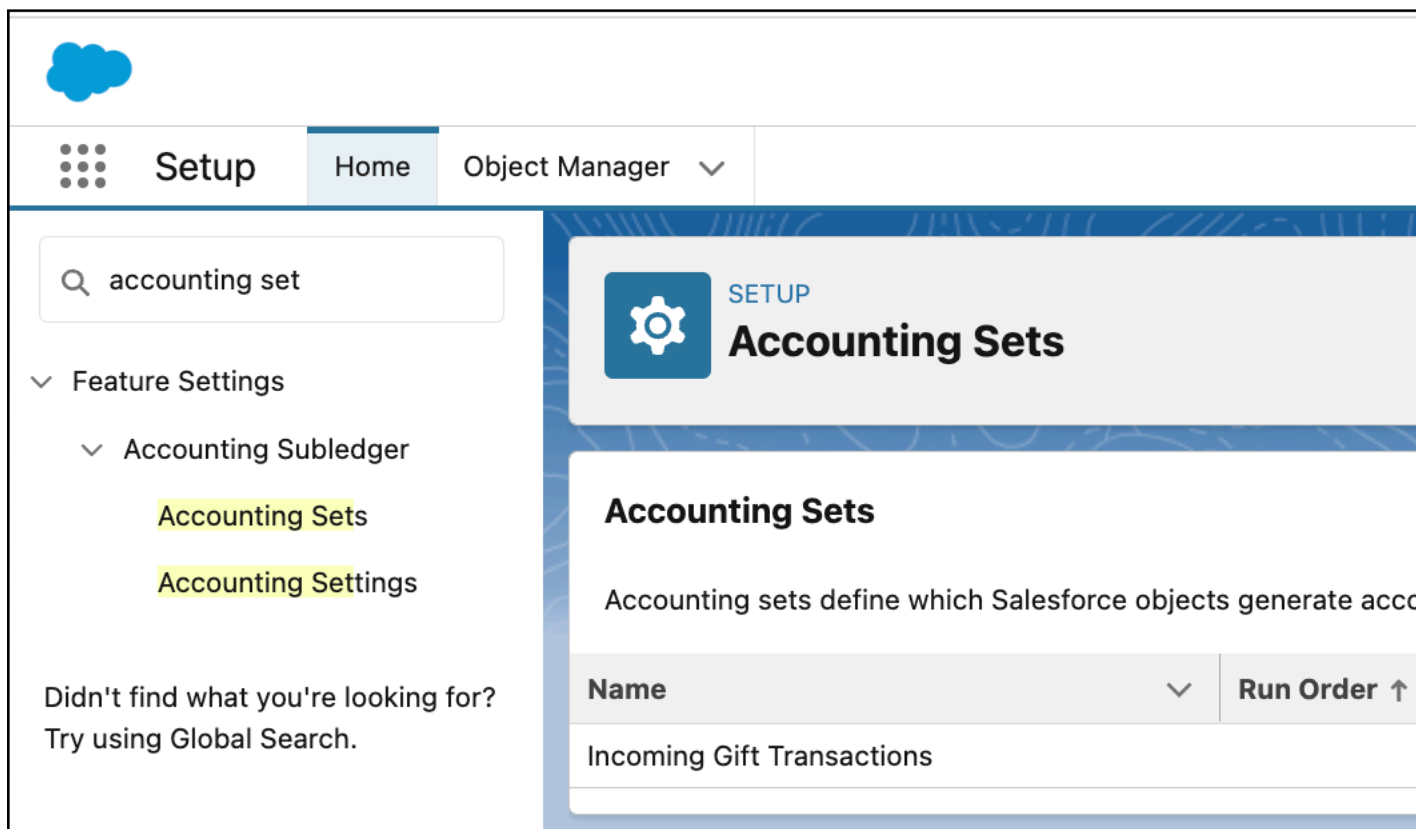 Setup
Home
Object Manager
accounting set
Feature Settings
Accounting Subledger
Accounting Sets
Accounting Settings
Didn't find what you're looking for?
Try using Global Search.
SETUP
Accounting Sets
Accounting Sets
Accounting sets define which Salesforce objects generate
Name
Run Order
Incoming Gift Transactions